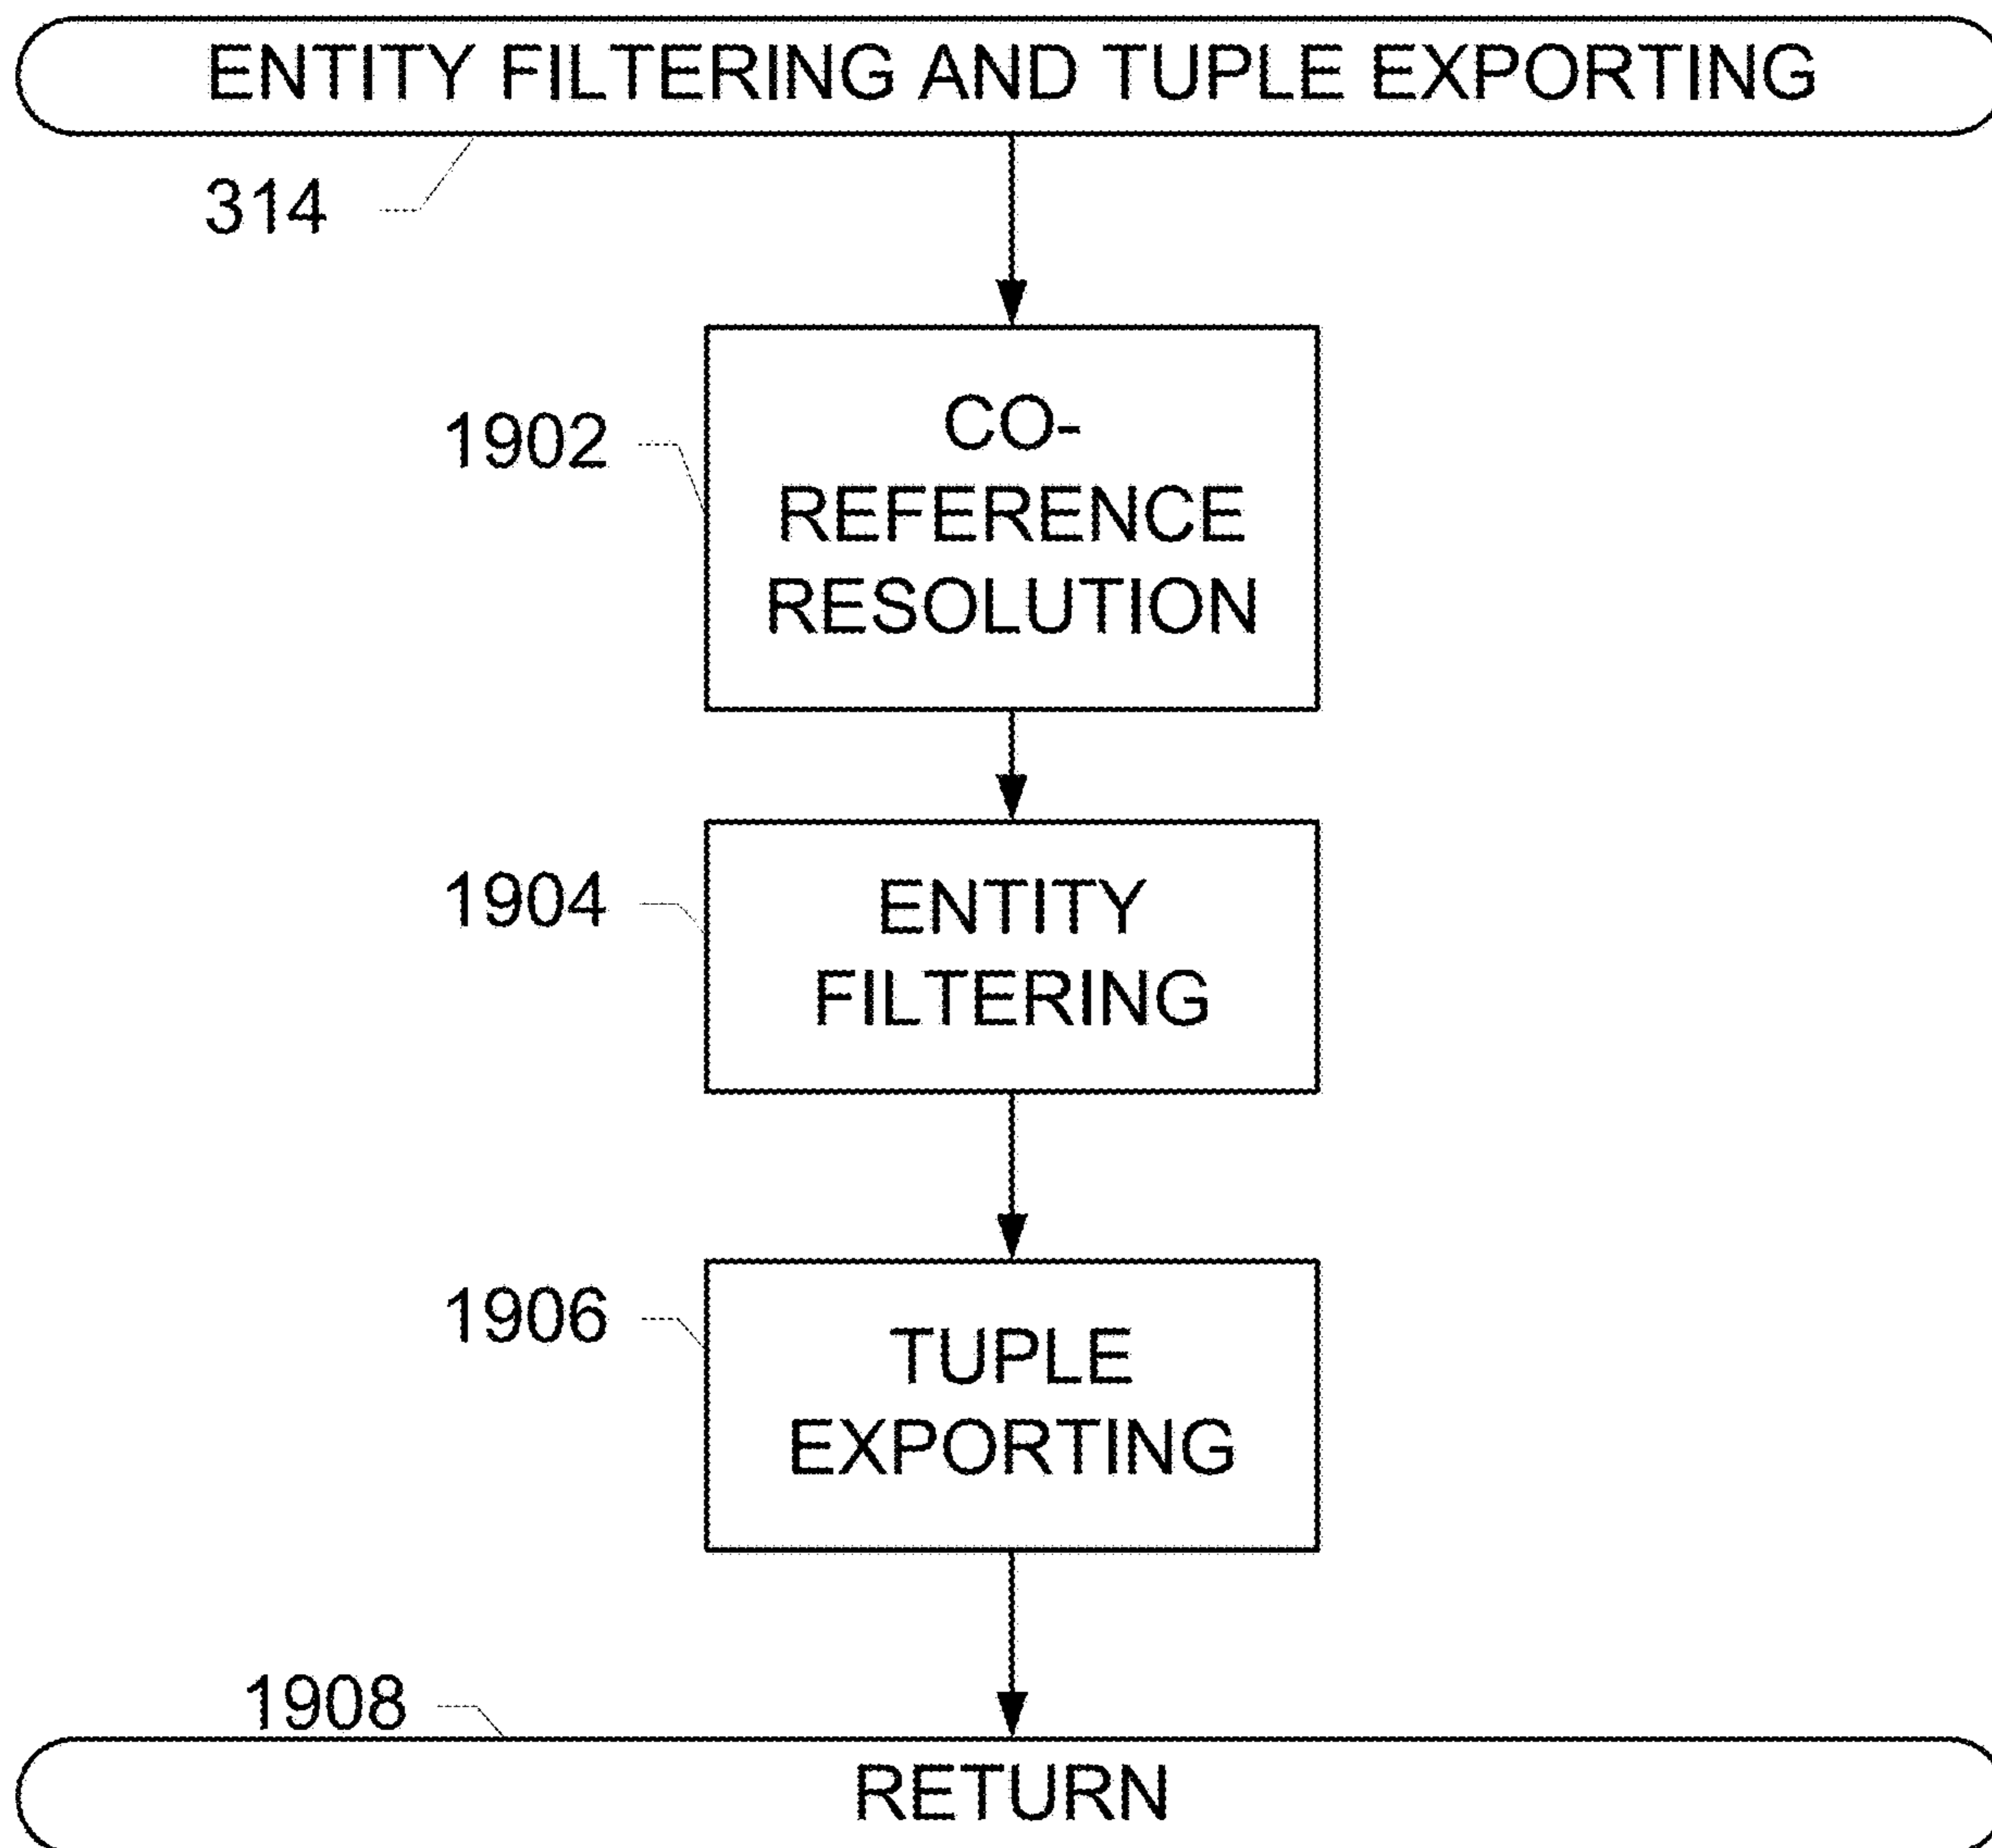 ENTITY FILTERING AND TUPLE EXPORTING
314
1902
CO-
REFERENCE
RESOLUTION
1904
ENTITY
FILTERING
1906
TUPLE
EXPORTING
1908
RETURN